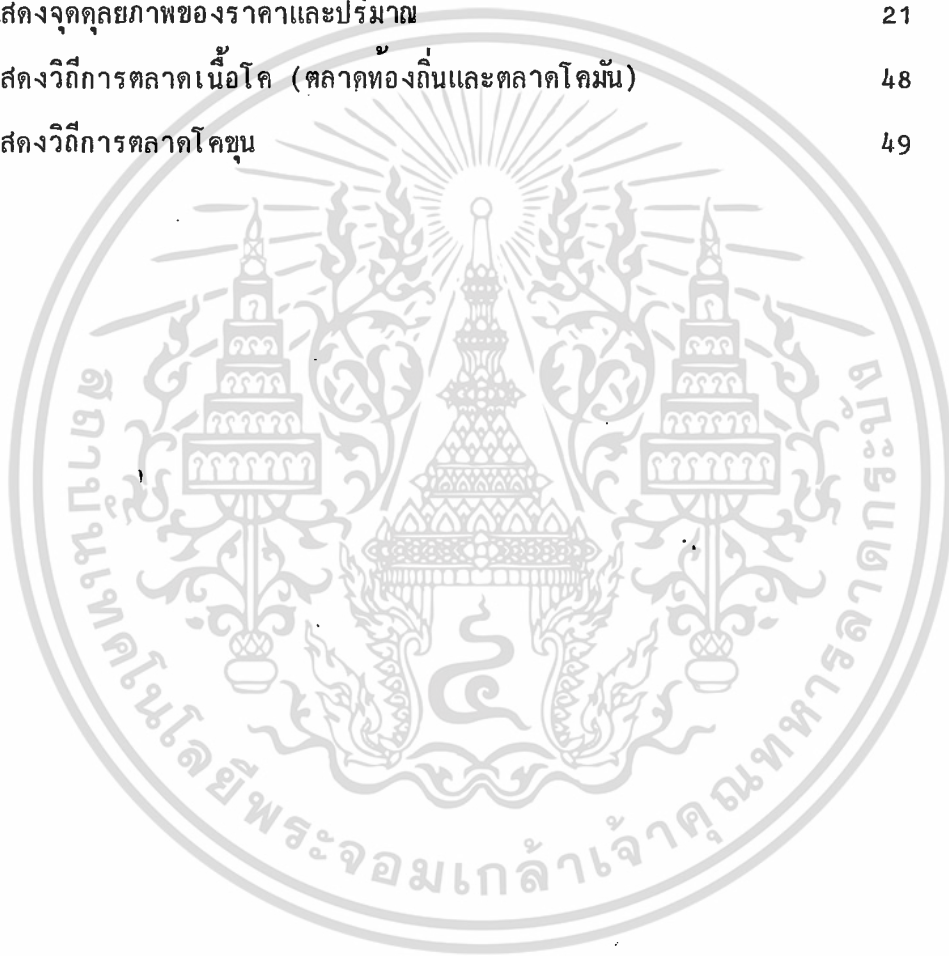 สดงจุดดุลยภาพของราคาและปริมาณ 21
สดงวิถีการตลาดเนื้อโค (ตลาดท้องถิ่นและตลาดโคมัน) 48
สดงวิถีการตลาดโคขุน 49
สถาบันเทคโนโลยีพระจอมเกล้าเจ้าคุณทหารลาดกระบัง